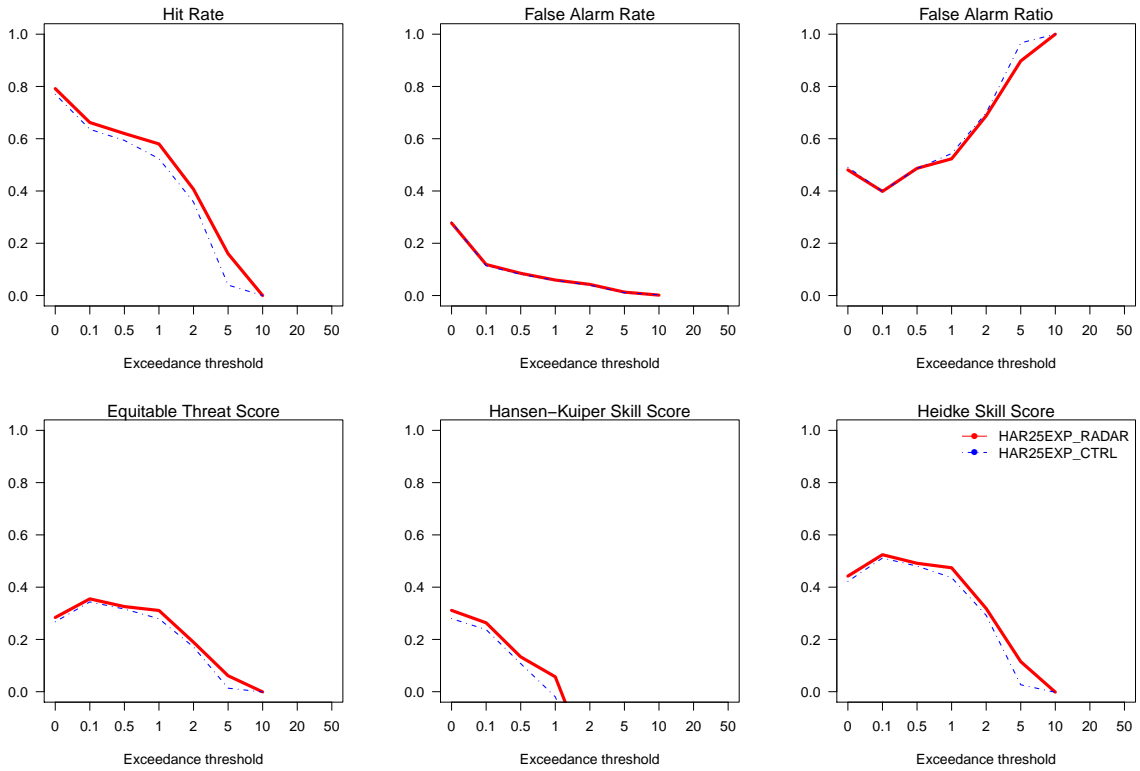 Hit Rate
1.0
0.8
0.6
0.4
0.2
0.0
0 0.1 0.5 1 2 5 10 20 50
Exceedance threshold
False Alarm Rate
1.0
0.8
0.6
0.4
0.2
0.0
0 0.1 0.5 1 2 5 10 20 50
Exceedance threshold
False Alarm Ratio
1.0
0.8
0.6
0.4
0.2
0.0
0 0.1 0.5 1 2 5 10 20 50
Exceedance threshold
Equitable Threat Score
1.0
0.8
0.6
0.4
0.2
0.0
0 0.1 0.5 1 2 5 10 20 50
Exceedance threshold
Hansen−Kuiper Skill Score
1.0
0.8
0.6
0.4
0.2
0.0
0 0.1 0.5 1 2 5 10 20 50
Exceedance threshold
Heidke Skill Score
HAR25EXP_RADAR
HAR25EXP_CTRL
1.0
0.8
0.6
0.4
0.2
0.0
0 0.1 0.5 1 2 5 10 20 50
Exceedance threshold